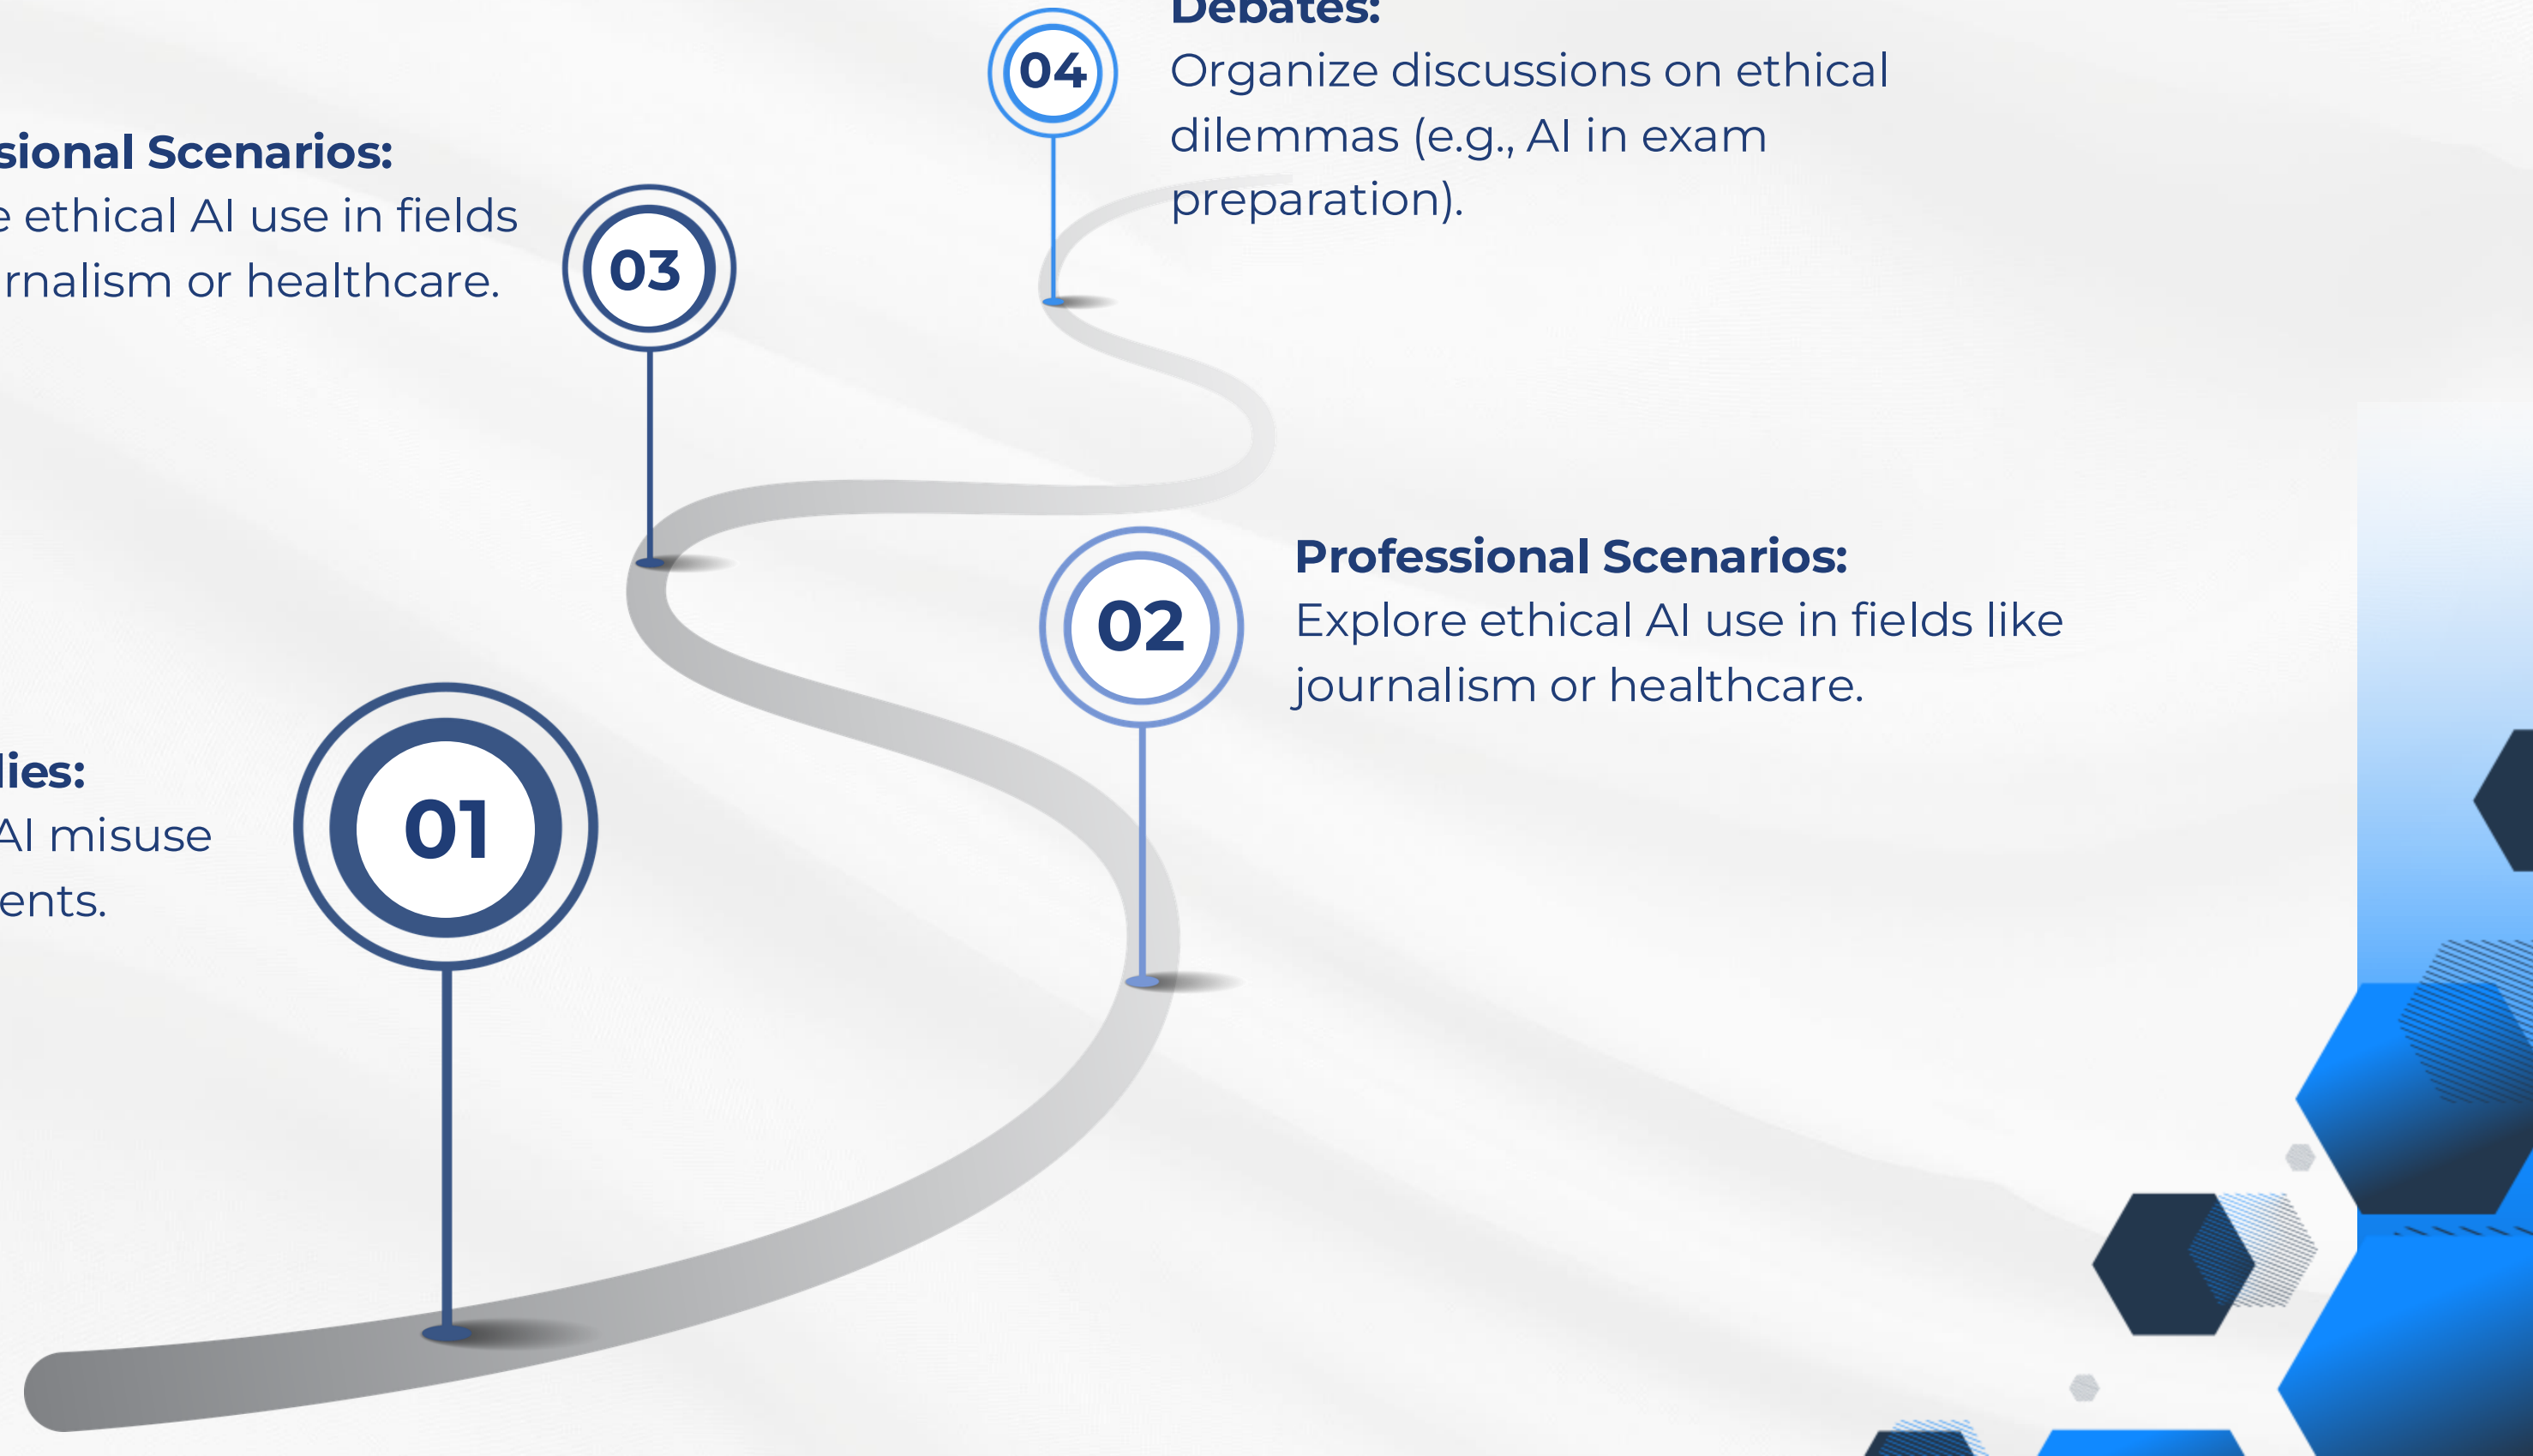 Debates:
04
Organize discussions on ethical
dilemmas (e.g., AI in exam
preparation).
sional Scenarios:
e ethical AI use in fields
rnalism or healthcare.
03
02
Professional Scenarios:
Explore ethical AI use in fields like
journalism or healthcare.
lies:
AI misuse
ents.
01